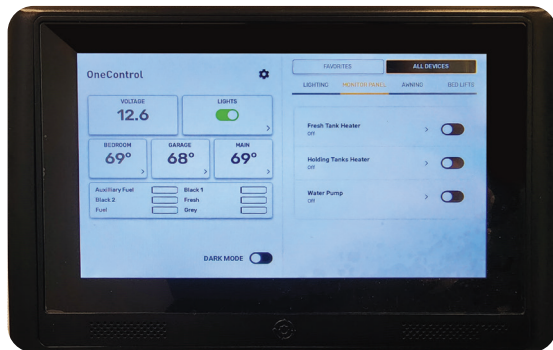 OneControl
VOLTAGE
12.6
LIGHTS
BEDROOM
69°
GARAGE
68°
MAIN
69°
Auxiliary Fuel
Black 1
Black 2
Fresh
Fuel
Grey
DARK MODE
FAVORITES
ALL DEVICES
LIGHTING
MONITOR PANEL
AWNING
BED LIFTS
Fresh Tank Heater
Off
Holding Tanks Heater
Off
Water Pump
Off